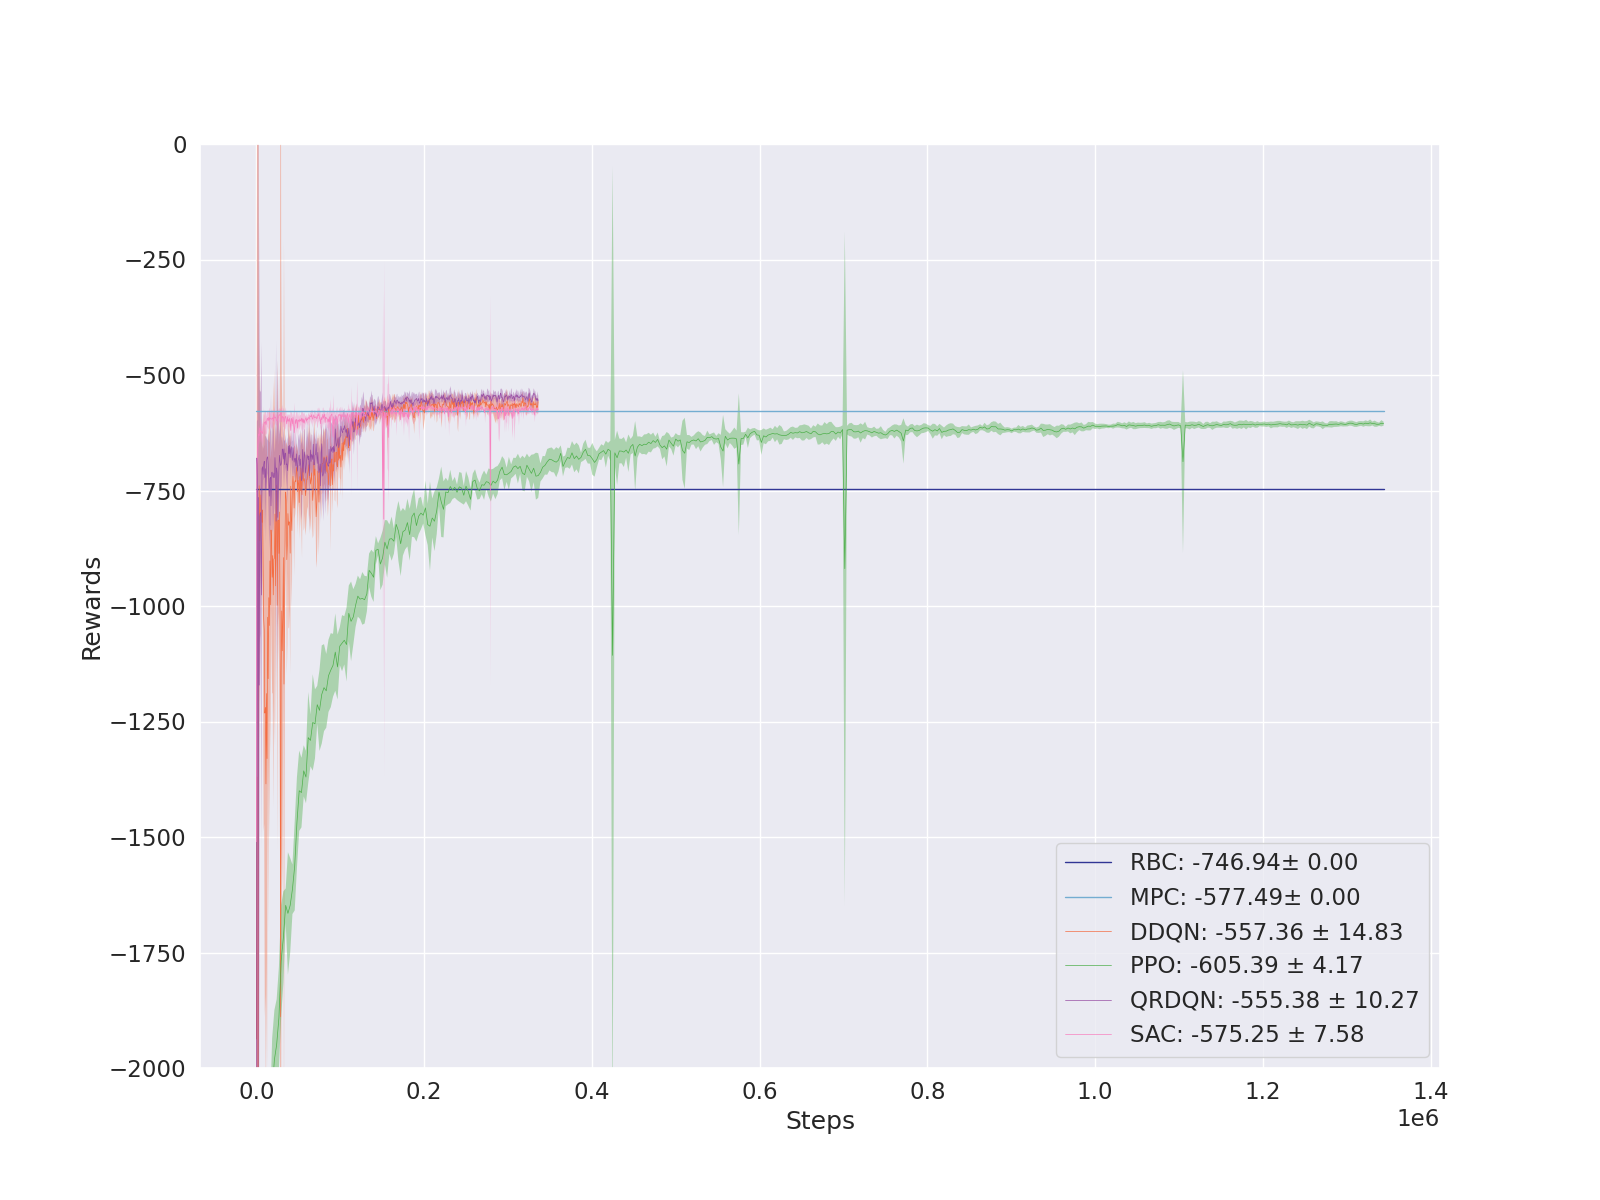 0
−250
−500
−750
−1000
−1250
−1500
−1750
−2000
Rewards
RBC: -746.94± 0.00
MPC: -577.49± 0.00
DDQN: -557.36 ± 14.83
PPO: -605.39 ± 4.17
QRDQN: -555.38 ± 10.27
SAC: -575.25 ± 7.58
0.0 0.2 0.4 0.6 0.8 1.0 1.2 1.4
1e6
Steps